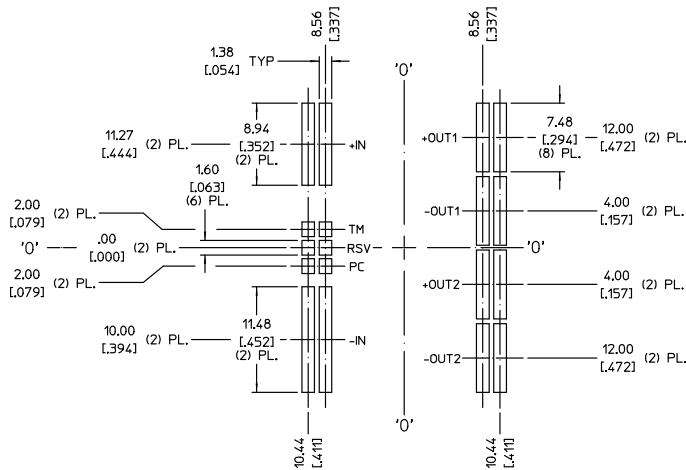 8.56
[.337]
8.56
[.337]
1.38
[.054]
TYP
'0'
11.27
[.444]
(2) PL.
8.94
[.352]
(2) PL.
+IN
+OUT1
7.48
[.294]
(8) PL.
12.00
[.472]
(2) PL.
1.60
[.063]
(6) PL.
2.00
[.079]
(2) PL.
TM
-OUT1
4.00
[.157]
(2) PL.
'0'
.00
[.000]
(2) PL.
RSV
'0'
2.00
[.079]
(2) PL.
PC
+OUT2
4.00
[.157]
(2) PL.
10.00
[.394]
(2) PL.
11.48
[.452]
(2) PL.
-IN
-OUT2
12.00
[.472]
(2) PL.
'0'
10.44
[.411]
10.44
[.411]